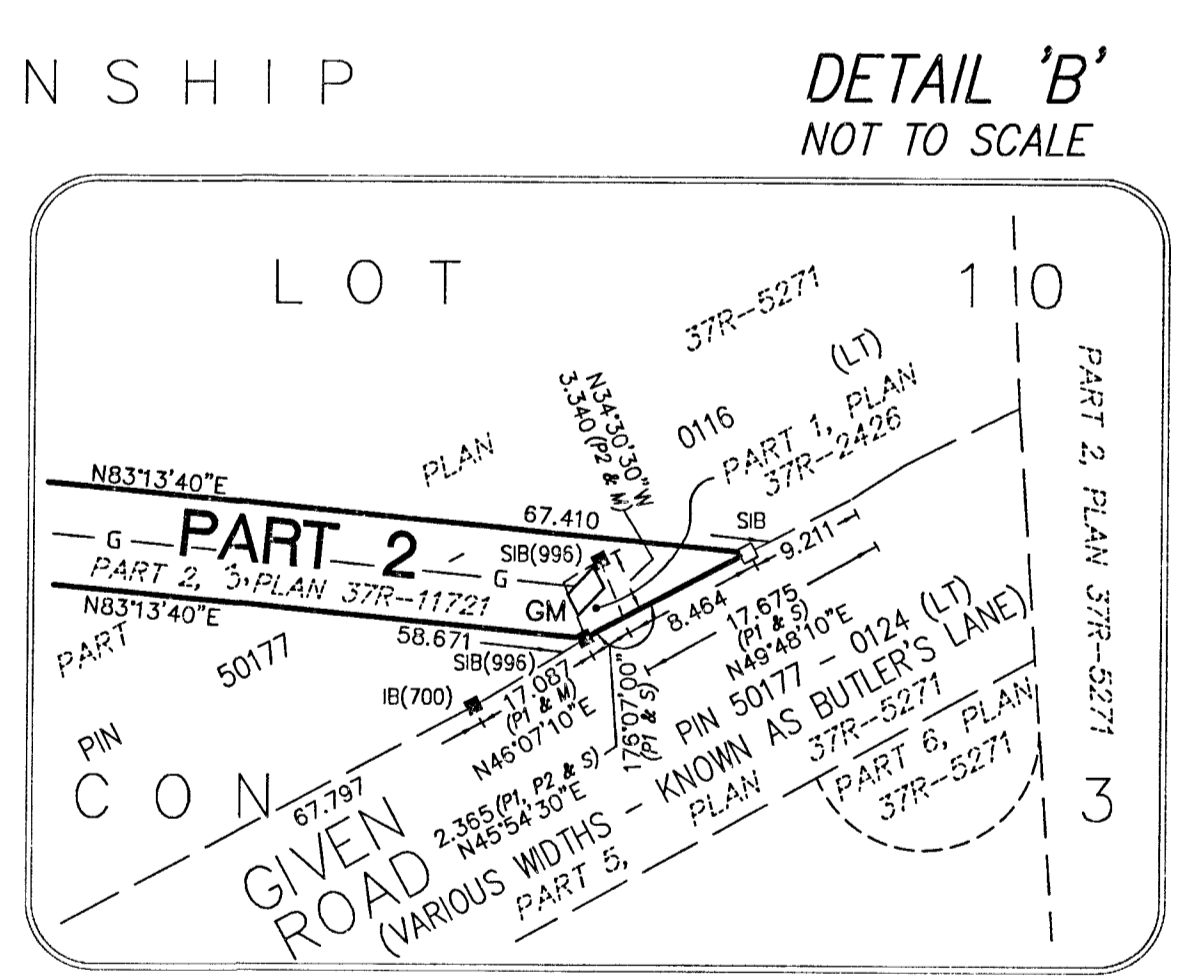 NSHIP
DETAIL 'B'
NOT TO SCALE
LOT
10
37R-5271
(LT)
0116
PART 1, PLAN
37R-2426
PLAN
N34°30'30"W
3.340 (P2 & M)
N83°13'40"E
67.410
SIB
PART 2
G
G
SIB(996)
PART 2, 3, PLAN 37R-11721
GM
N83°13'40"E
58.671
SIB(996)
9.211
8.464
17.675
(P1 & S)
N49°48'10"E
PART
50177
PIN
IB(700)
17.087
(P1 & M)
N46°07'10"E
176°07'00"
(P1 & S)
CON
67.797
2.365 (P1, P2 & S)
N45°54'30"E
GIVEN
ROAD
PIN 50177 - 0124 (LT)
(VARIOUS WIDTHS - KNOWN AS BUTLER'S LANE)
PART 5, PLAN 37R-5271
PART 6, PLAN
37R-5271
PART 2, PLAN 37R-5271
3